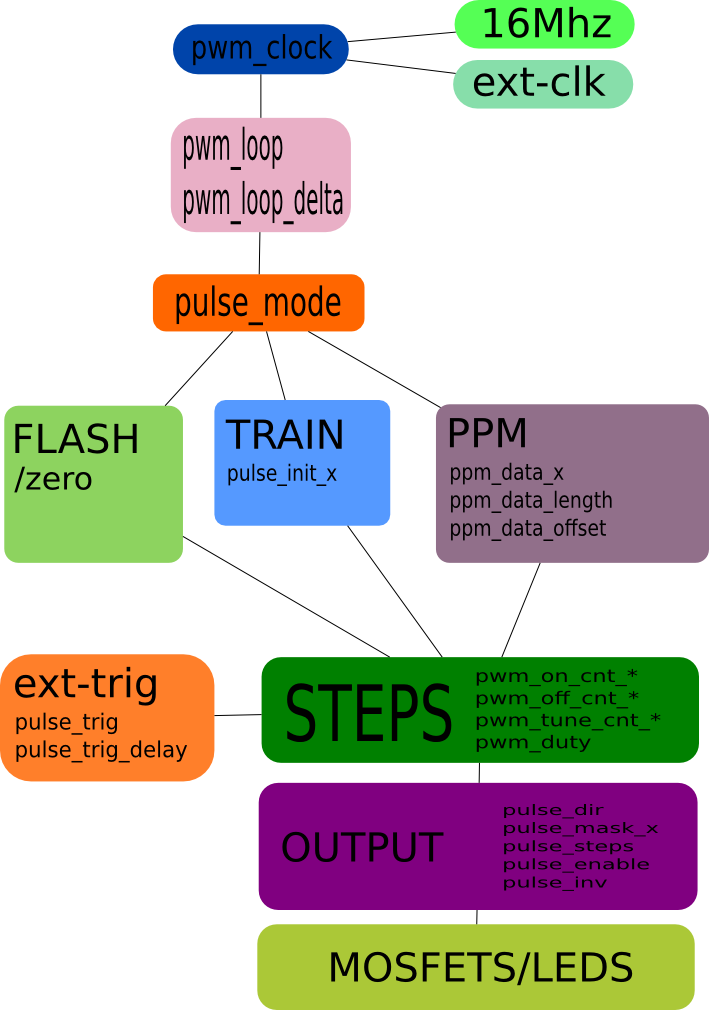 16Mhz
pwm_clock
ext-clk
pwm_loop
pwm_loop_delta
pulse_mode
FLASH
/zero
TRAIN
pulse_init_x
PPM
ppm_data_x
ppm_data_length
ppm_data_offset
ext-trig
pulse_trig
pulse_trig_delay
STEPS
pwm_on_cnt_*
pwm_off_cnt_*
pwm_tune_cnt_*
pwm_duty
OUTPUT
pulse_dir
pulse_mask_x
pulse_steps
pulse_enable
pulse_inv
MOSFETS/LEDS